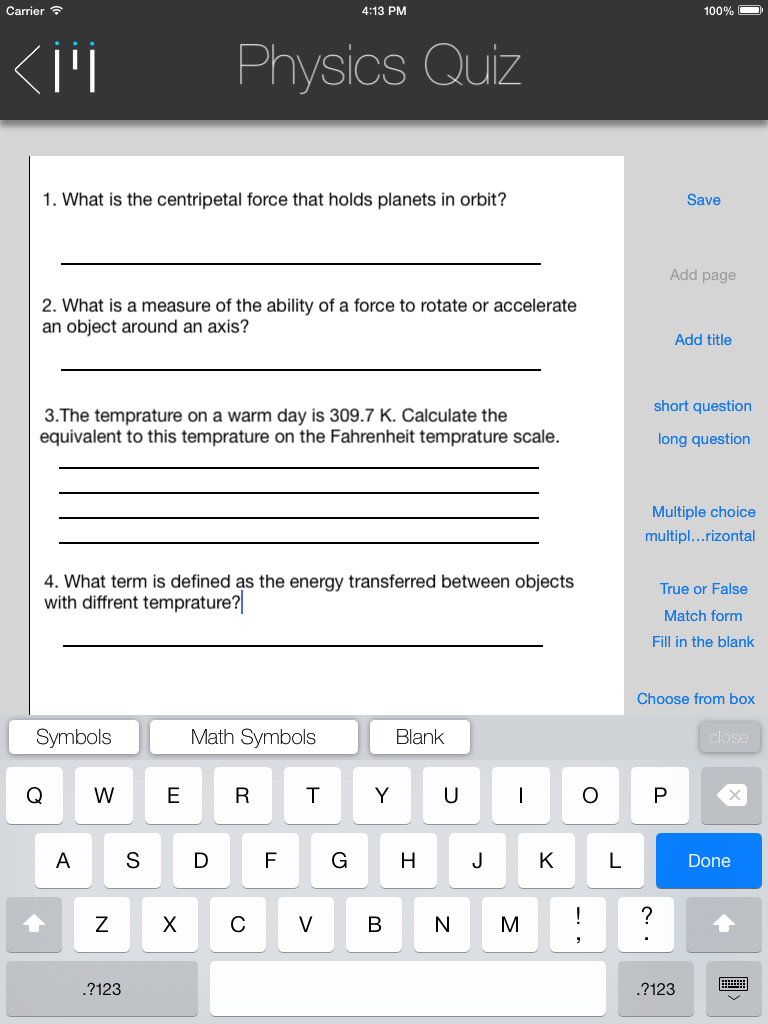 Carrier 4:13 PM 100%
Physics Quiz
1. What is the centripetal force that holds planets in orbit?
Save
Add page
2. What is a measure of the ability of a force to rotate or accelerate
an object around an axis?
Add title
3.The temprature on a warm day is 309.7 K. Calculate the
equivalent to this temprature on the Fahrenheit temprature scale.
short question
long question
Multiple choice
multipl...rizontal
4. What term is defined as the energy transferred between objects
with diffrent temprature?
True or False
Match form
Fill in the blank
Choose from box
Symbols Math Symbols Blank close
Q W E R T Y U I O P
A S D F G H J K L Done
Z X C V B N M ! , ? .
.?123 .?123